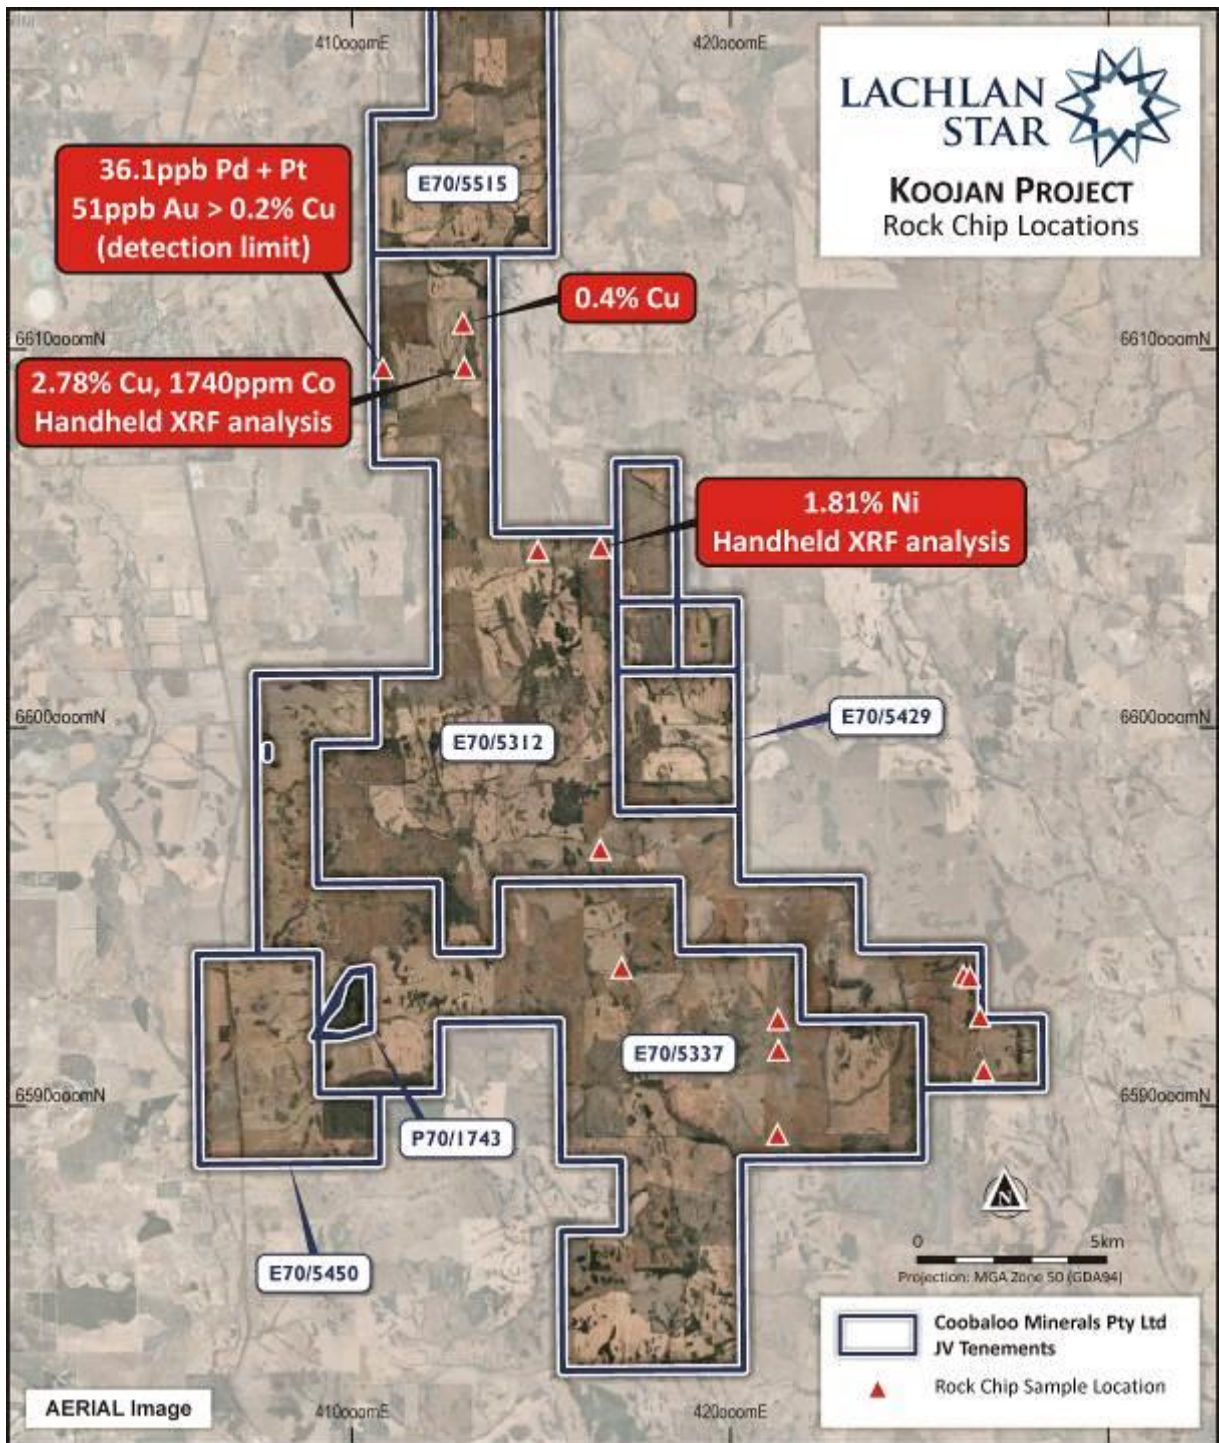 410000mE
420000mE
LACHLAN
STAR
KOOJAN PROJECT
Rock Chip Locations
36.1ppb Pd + Pt
51ppb Au > 0.2% Cu
(detection limit)
E70/5515
0.4% Cu
6610000mN
6610000mN
2.78% Cu, 1740ppm Co
Handheld XRF analysis
1.81% Ni
Handheld XRF analysis
6600000mN
E70/5312
E70/5429
6600000mN
E70/5337
6590000mN
6590000mN
P70/1743
N
E70/5450
0 5km
Projection: MGA Zone 50 (GDA94)
Coobaloo Minerals Pty Ltd
JV Tenements
Rock Chip Sample Location
AERIAL Image
410000mE
420000mE